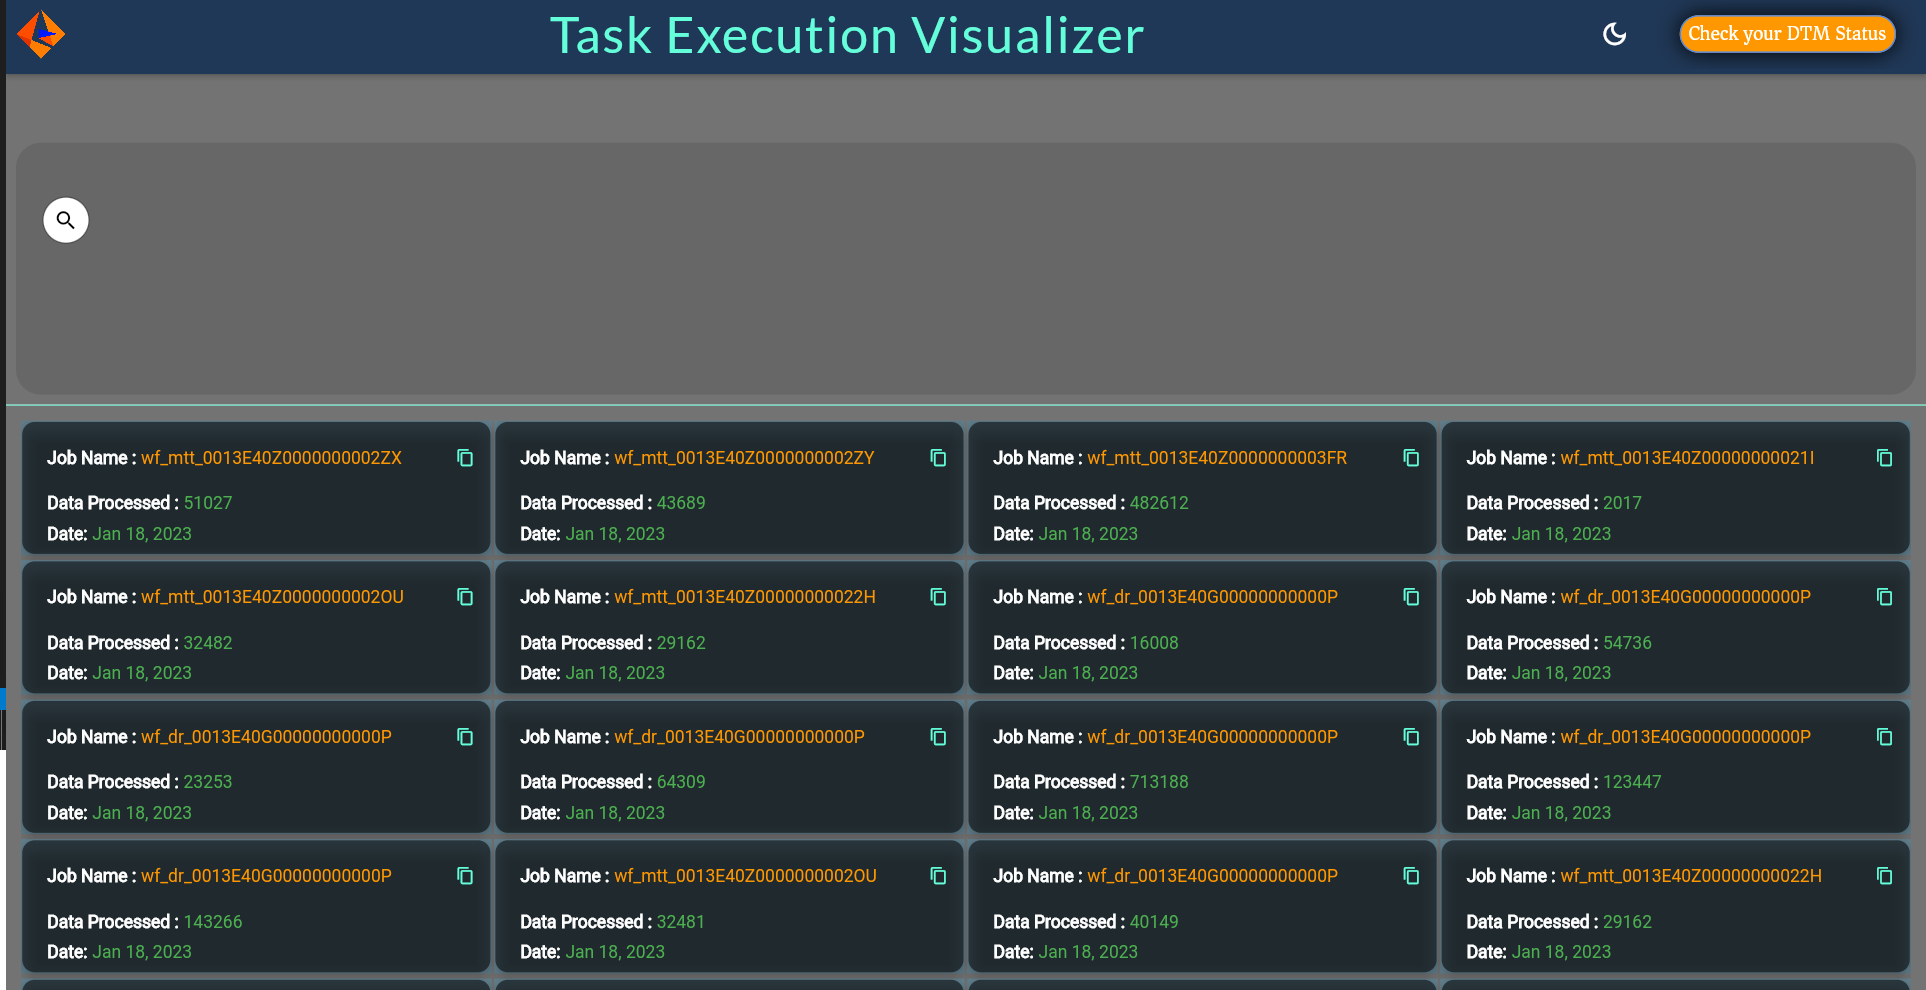 Task Execution Visualizer
Check your DTM Status
Job Name : wf_mtt_0013E40Z0000000002ZX
Data Processed : 51027
Date: Jan 18, 2023
Job Name : wf_mtt_0013E40Z0000000002ZY
Data Processed : 43689
Date: Jan 18, 2023
Job Name : wf_mtt_0013E40Z0000000003FR
Data Processed : 482612
Date: Jan 18, 2023
Job Name : wf_mtt_0013E40Z00000000021I
Data Processed : 2017
Date: Jan 18, 2023
Job Name : wf_mtt_0013E40Z0000000002OU
Data Processed : 32482
Date: Jan 18, 2023
Job Name : wf_mtt_0013E40Z00000000022H
Data Processed : 29162
Date: Jan 18, 2023
Job Name : wf_dr_0013E40G00000000000P
Data Processed : 16008
Date: Jan 18, 2023
Job Name : wf_dr_0013E40G00000000000P
Data Processed : 54736
Date: Jan 18, 2023
Job Name : wf_dr_0013E40G00000000000P
Data Processed : 23253
Date: Jan 18, 2023
Job Name : wf_dr_0013E40G00000000000P
Data Processed : 64309
Date: Jan 18, 2023
Job Name : wf_dr_0013E40G00000000000P
Data Processed : 713188
Date: Jan 18, 2023
Job Name : wf_dr_0013E40G00000000000P
Data Processed : 123447
Date: Jan 18, 2023
Job Name : wf_dr_0013E40G00000000000P
Data Processed : 143266
Date: Jan 18, 2023
Job Name : wf_mtt_0013E40Z0000000002OU
Data Processed : 32481
Date: Jan 18, 2023
Job Name : wf_dr_0013E40G00000000000P
Data Processed : 40149
Date: Jan 18, 2023
Job Name : wf_mtt_0013E40Z00000000022H
Data Processed : 29162
Date: Jan 18, 2023